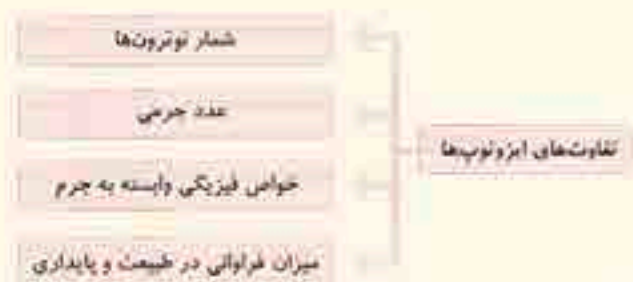 تفاوت‌های ایزوتوپ‌ها
شمار نوترون‌ها
عدد جرمی
خواص فیزیکی وابسته به جرم
میزان فراوانی در طبیعت و پایداری